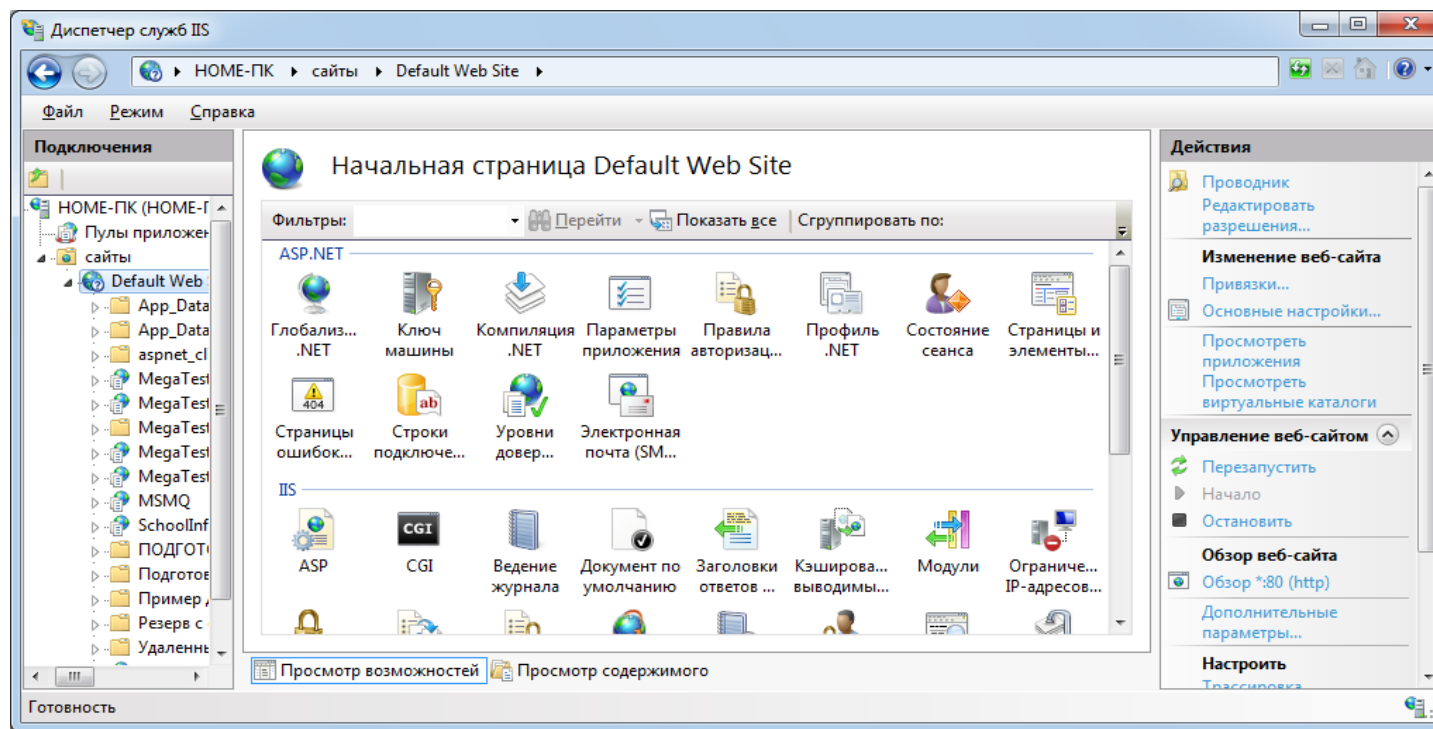 Диспетчер служб IIS
HOME-ПК сайты Default Web Site
Файл Режим Справка
Подключения
HOME-ПК (HOME-Г
Пулы приложен
сайты
Default Web
App_Data
App_Data
aspnet_cl
MegaTest
MegaTest
MegaTest
MegaTest
MegaTest
MSMQ
SchoolInf
ПОДГОТ
Подготов
Пример
Резерв с
Удаленнь
Начальная страница Default Web Site
Фильтры: Перейти Показать все Сгруппировать по:
ASP.NET
Глобализ... Ключ Компиляция Параметры Правила Профиль Состояние Страницы и
.NET машины .NET приложения авторизац... .NET сеанса элементы...
404 ab
Страницы Строки Уровни Электронная
ошибок... подключе... довер... почта (SM...
IIS
CGI
ASP CGI Ведение Документ по Заголовки Кэширова... Модули Ограниче...
журнала умолчанию ответов ... выводимы... IP-адресов...
Просмотр возможностей Просмотр содержимого
Действия
Проводник
Редактировать
разрешения...
Изменение веб-сайта
Привязки...
Основные настройки...
Просмотреть
приложения
Просмотреть
виртуальные каталоги
Управление веб-сайтом
Перезапустить
Начало
Остановить
Обзор веб-сайта
Обзор *:80 (http)
Дополнительные
параметры...
Настроить
Трассировка
Готовность